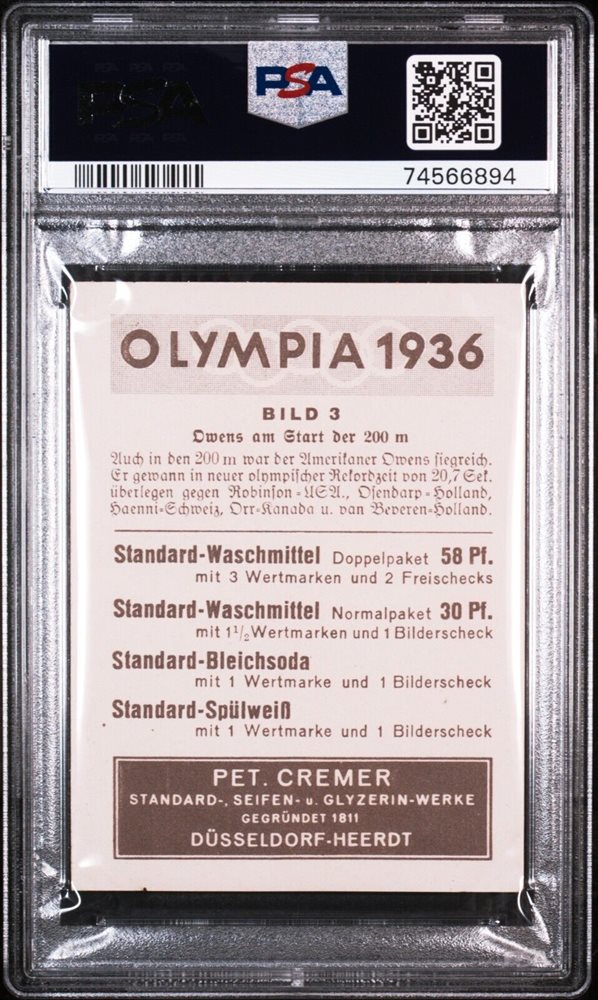 PSA
PSA
74566894
OLYMPIA 1936
BILD 3
Owens am Start der 200 m
Auch in den 200 m war der Amerikaner Owens siegreich.
Er gewann in neuer olympischer Rekordzeit von 20,7 Sek.
überlegen gegen Robinson-USA., Osendarp-Holland,
Haenni-Schweiz, Orr-Kanada u. van Beveren-Holland.
Standard-Waschmittel Doppelpaket 58 Pf.
mit 3 Wertmarken und 2 Freischecks
Standard-Waschmittel Normalpaket 30 Pf.
mit 1 1/2 Wertmarken und 1 Bilderscheck
Standard-Bleichsoda
mit 1 Wertmarke und 1 Bilderscheck
Standard-Spülweiß
mit 1 Wertmarke und 1 Bilderscheck
PET. CREMER
STANDARD-, SEIFEN- u. GLYZERIN-WERKE
GEGRÜNDET 1811
DÜSSELDORF-HEERDT